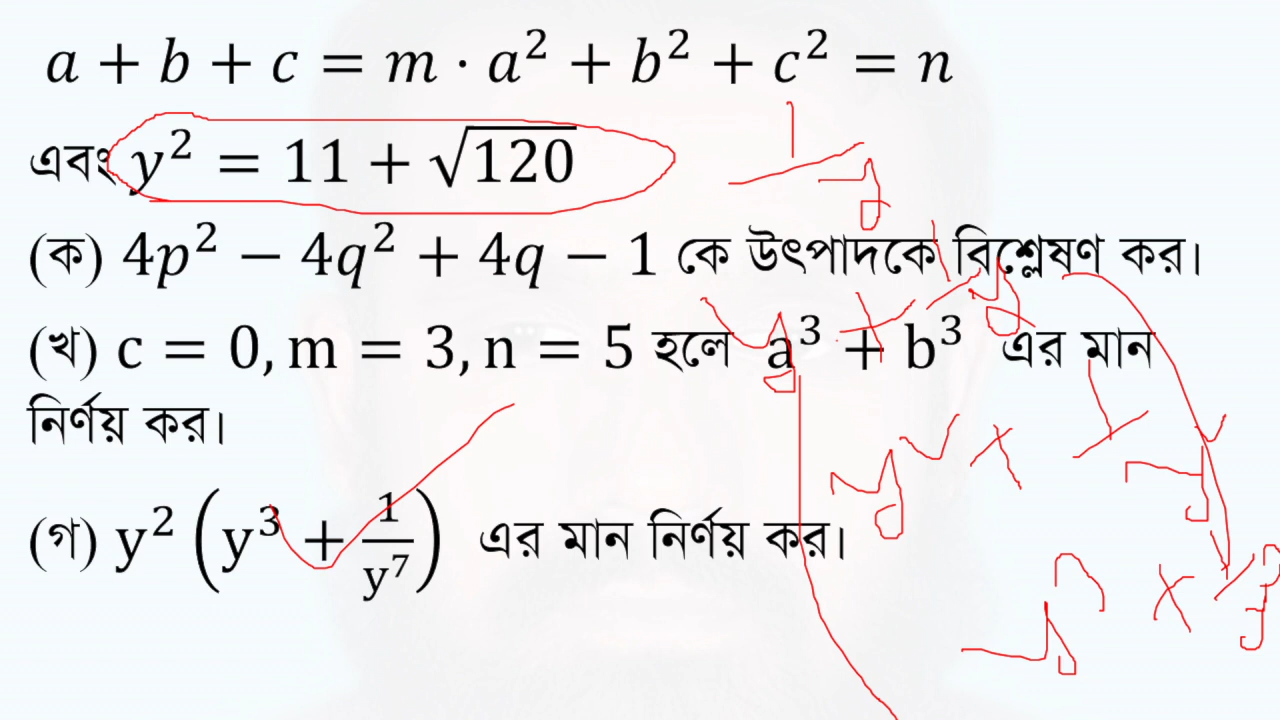 a + b + c = m · a² + b² + c² = n
এবং y² = 11 + √120
(ক) 4p² − 4q² + 4q − 1 কে উৎপাদকে বিশ্লেষণ কর।
(খ) c = 0, m = 3, n = 5 হলে a³ + b³ এর মান
নির্ণয় কর।
(গ) y² (y³ + 1/y⁷) এর মান নির্ণয় কর।